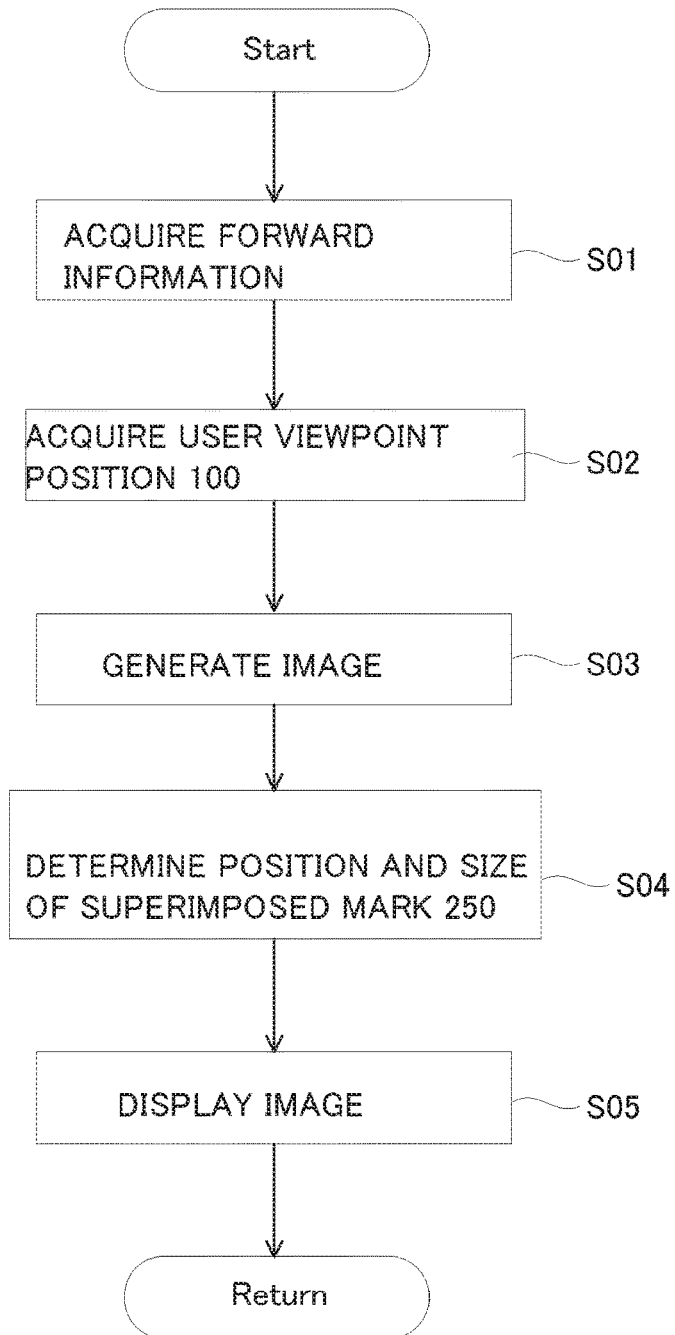 Start
ACQUIRE FORWARD
INFORMATION
S01
ACQUIRE USER VIEWPOINT
POSITION 100
S02
GENERATE IMAGE
S03
DETERMINE POSITION AND SIZE
OF SUPERIMPOSED MARK 250
S04
DISPLAY IMAGE
S05
Return